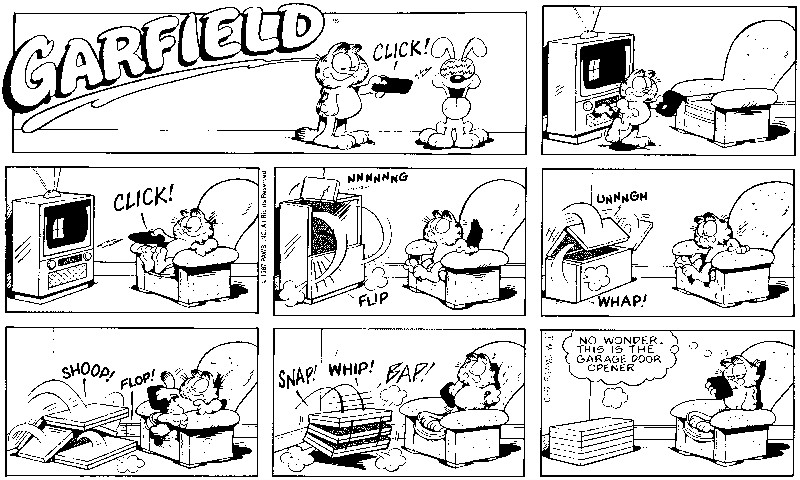 GARFIELD
CLICK!
CLICK!
NNNNNNG
FLIP
UNNNGH
WHAP!
SHOOP!
FLOP!
SNAP!
WHIP!
BAP!
NO WONDER.
THIS IS THE
GARAGE DOOR
OPENER